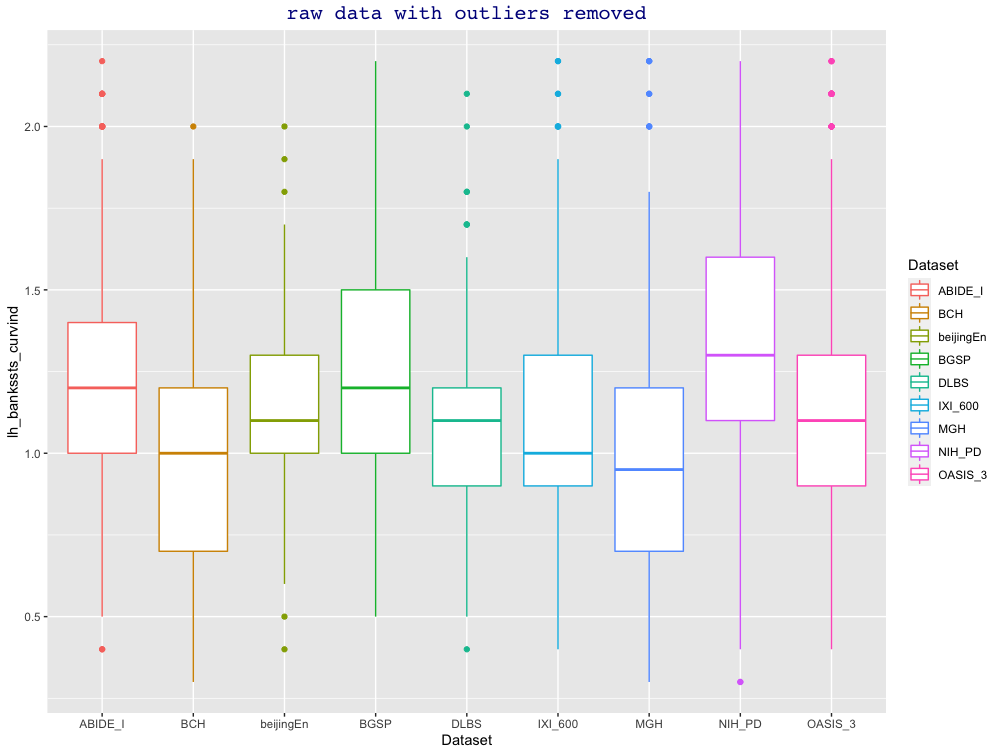 raw data with outliers removed
lh_bankssts_curvind
2.0
1.5
1.0
0.5
ABIDE_I BCH beijingEn BGSP DLBS IXI_600 MGH NIH_PD OASIS_3
Dataset
Dataset
ABIDE_I
BCH
beijingEn
BGSP
DLBS
IXI_600
MGH
NIH_PD
OASIS_3